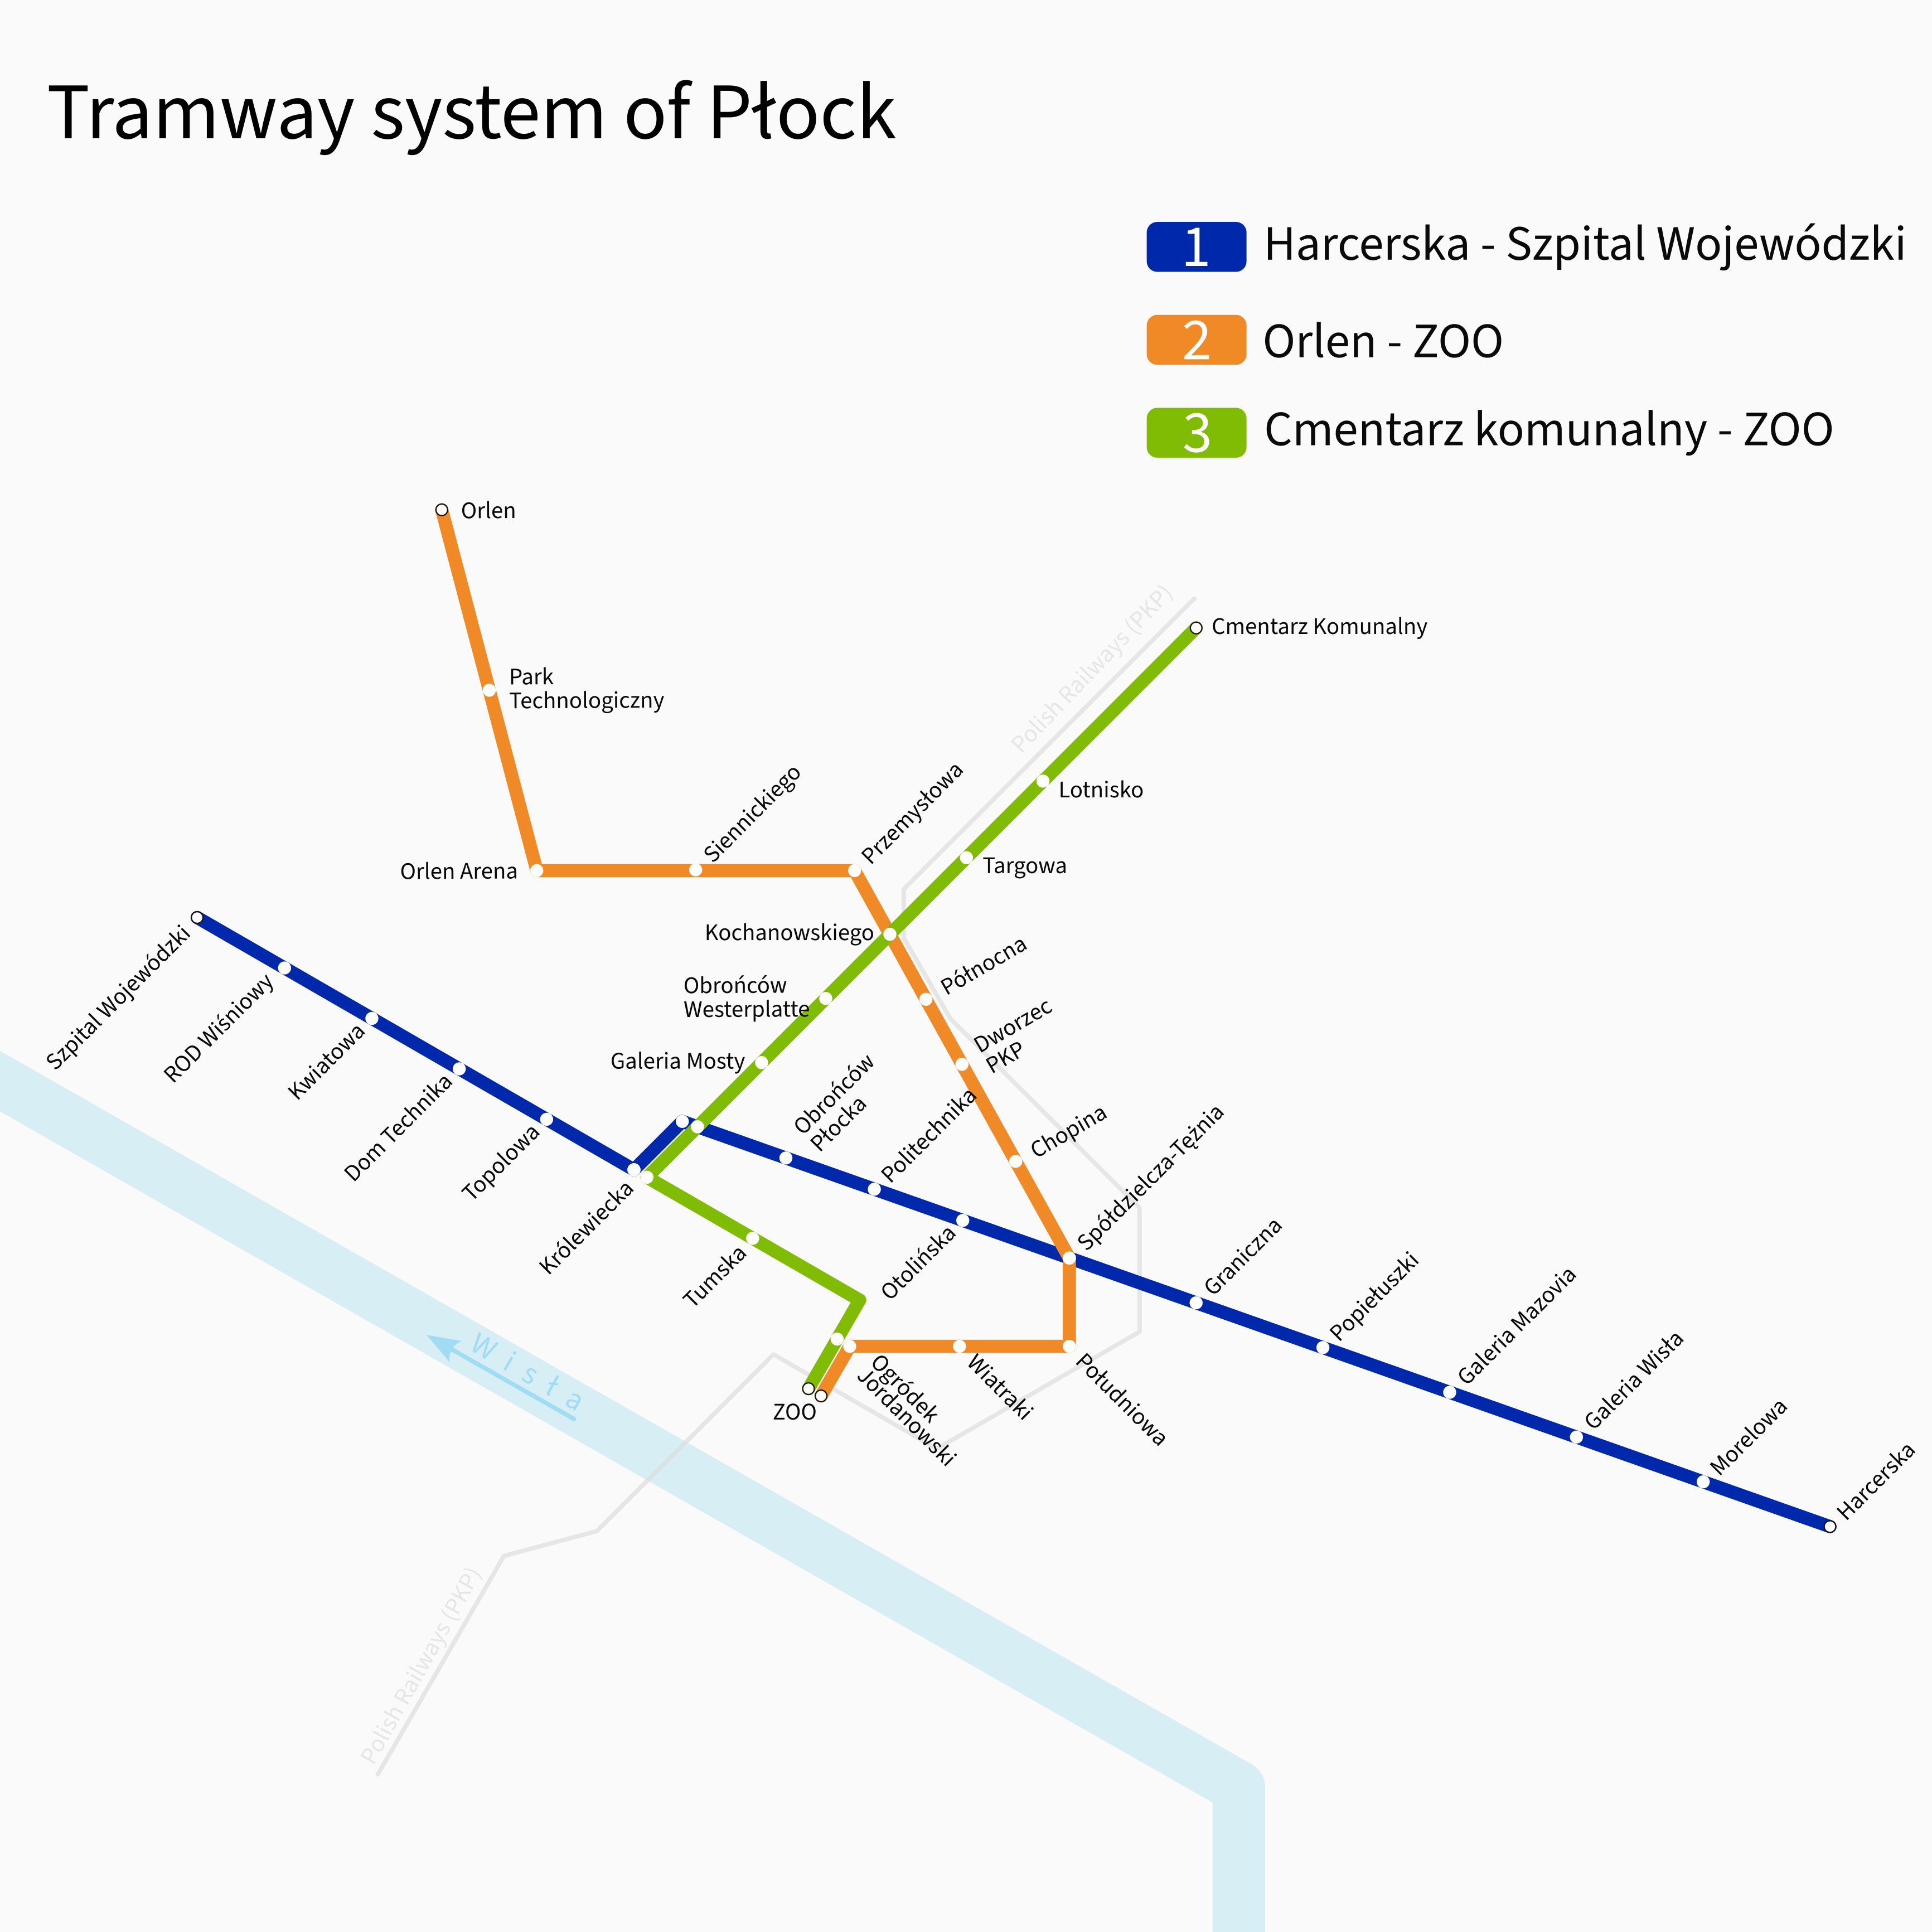 Tramway system of Płock
1 Harcerska - Szpital Wojewódzki
2 Orlen - ZOO
3 Cmentarz komunalny - ZOO
Orlen
Polish Railways (PKP)
Cmentarz Komunalny
Park
Technologiczny
Lotnisko
Siennickiego
Przemysłowa
Orlen Arena
Targowa
Kochanowskiego
Północna
Szpital Wojewódzki
ROD Wiśniowy
Kwiatowa
Dom Technika
Topolowa
Królewiecka
Obrońców
Westerplatte
Galeria Mosty
Dworzec
PKP
Obrońców
Płocka
Politechnika
Chopina
Spółdzielcza-Tężnia
Otolińska
Tumska
Graniczna
Popiełuszki
Galeria Mazovia
Galeria Wisła
Morelowa
Harcerska
Wisła
ZOO
Ogródek
Jordanowski
Wiatraki
Południowa
Polish Railways (PKP)